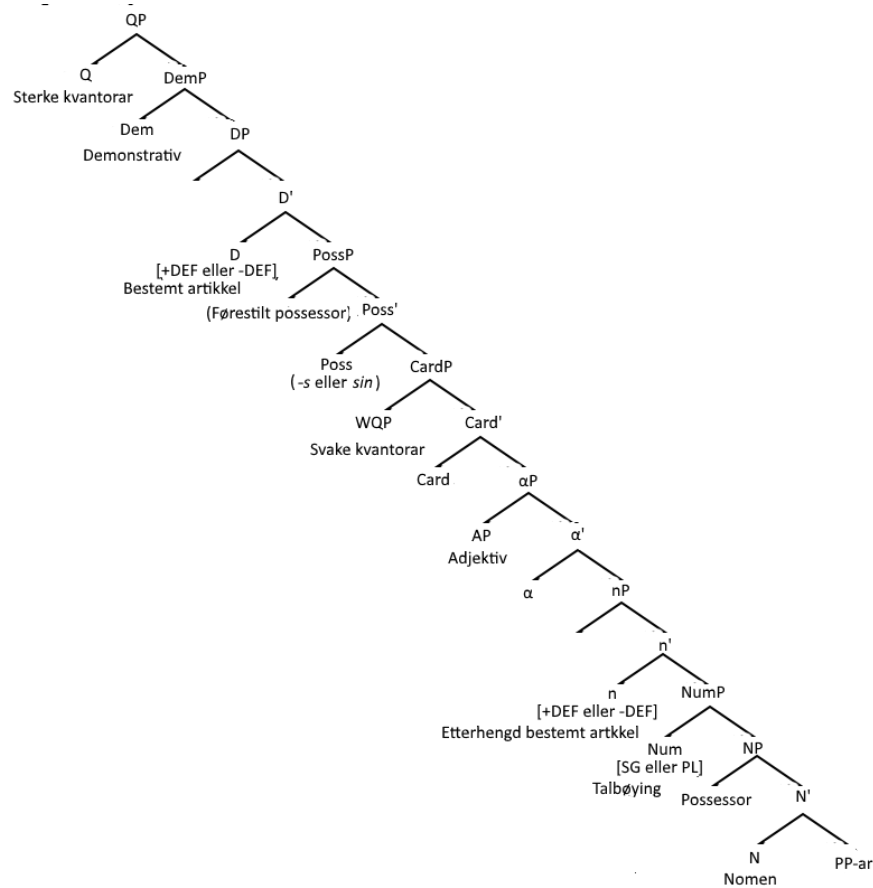 QP
Q
DemP
Sterke kvantorar
Dem
DP
Demonstrativ
D'
D
PossP
[+DEF eller -DEF]
Bestemt artikkel
(Førestilt possessor)
Poss'
Poss
CardP
(-s eller sin)
WQP
Card'
Svake kvantorar
Card
αP
AP
α'
Adjektiv
α
nP
n'
n
NumP
[+DEF eller -DEF]
Etterhengd bestemt artkkel
Num
NP
[SG eller PL]
Talbøying
Possessor
N'
N
PP-ar
Nomen